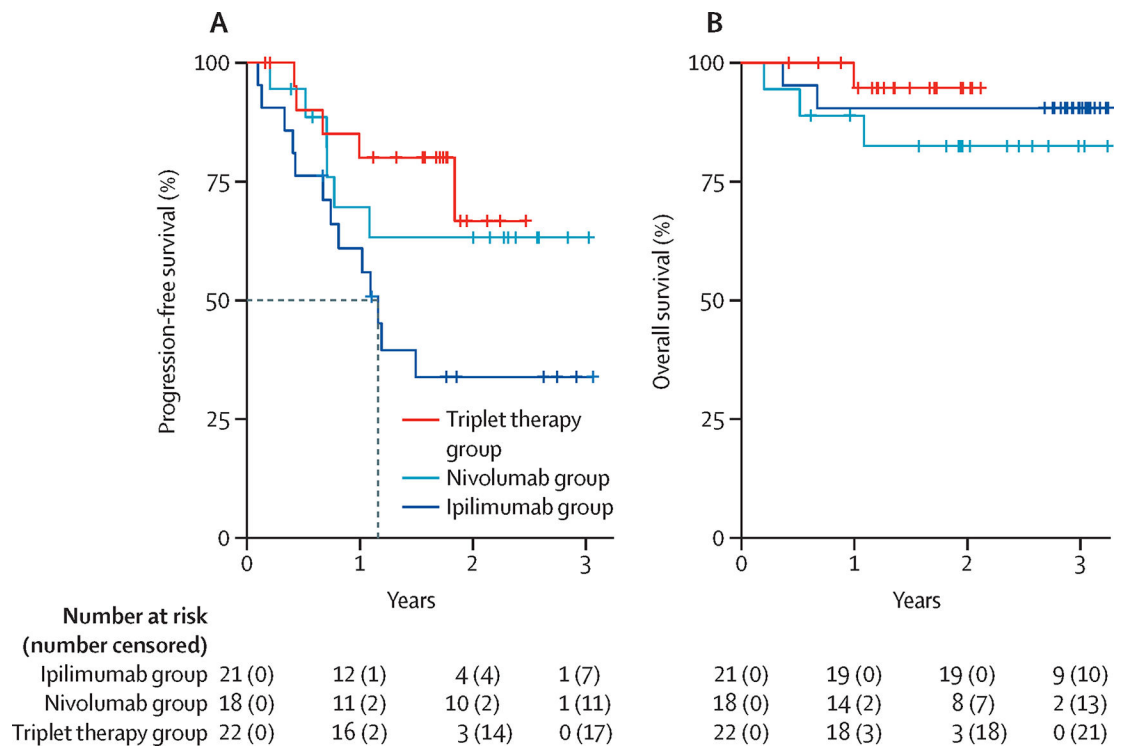 A
B
100
75
50
25
0
Progression-free survival (%)
0 1 2 3
Years
Triplet therapy
group
Nivolumab group
Ipilimumab group
100
75
50
25
0
Overall survival (%)
0 1 2 3
Years
Number at risk
(number censored)
Ipilimumab group 21 (0) 12 (1) 4 (4) 1 (7) 21 (0) 19 (0) 19 (0) 9 (10)
Nivolumab group 18 (0) 11 (2) 10 (2) 1 (11) 18 (0) 14 (2) 8 (7) 2 (13)
Triplet therapy group 22 (0) 16 (2) 3 (14) 0 (17) 22 (0) 18 (3) 3 (18) 0 (21)